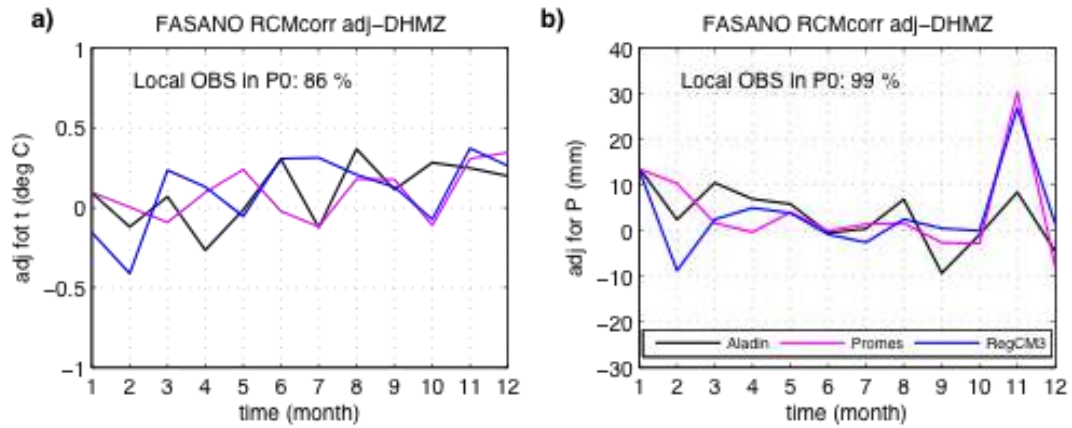 a)
FASANO RCMcorr adj-DHMZ
Local OBS in P0: 86 %
adj fot t (deg C)
1
0.5
0
−0.5
−1
1 2 3 4 5 6 7 8 9 10 11 12
time (month)
b)
FASANO RCMcorr adj-DHMZ
Local OBS in P0: 99 %
adj for P (mm)
40
30
20
10
0
−10
−20
−30
Aladin Promes RegCM3
1 2 3 4 5 6 7 8 9 10 11 12
time (month)